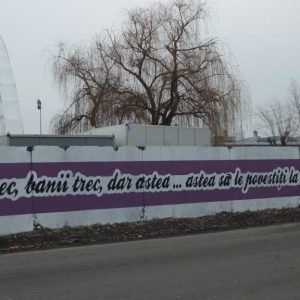 ec, banii trec, dar astea ... astea să le povestiți la